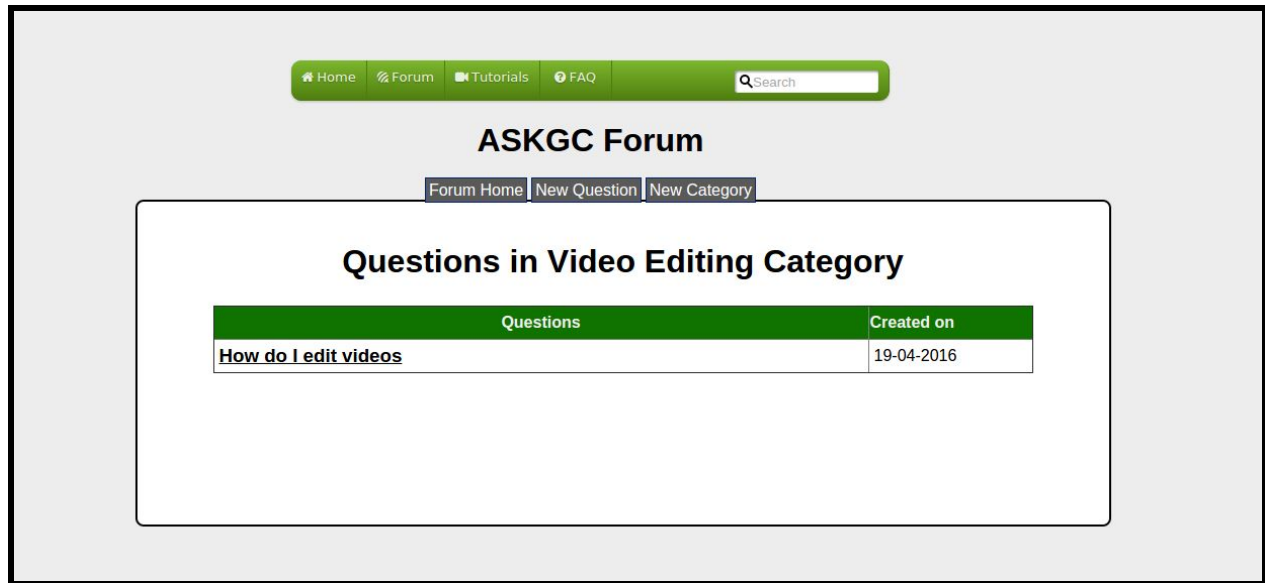 Home Forum Tutorials FAQ Search
ASKGC Forum
Forum Home New Question New Category
Questions in Video Editing Category
Questions Created on
How do I edit videos 19-04-2016